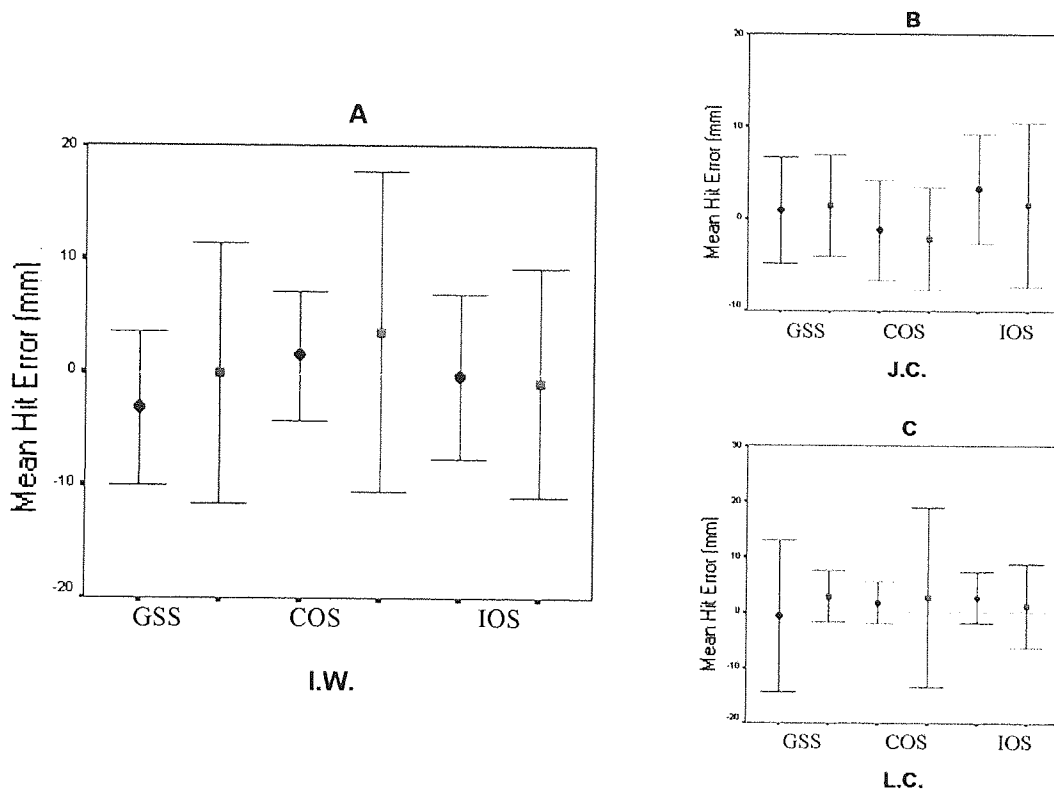 A
Mean Hit Error (mm)
20
10
0
-10
-20
GSS COS IOS
I.W.
B
Mean Hit Error (mm)
20
10
0
-10
GSS COS IOS
J.C.
C
Mean Hit Error (mm)
30
20
10
0
-10
-20
GSS COS IOS
L.C.